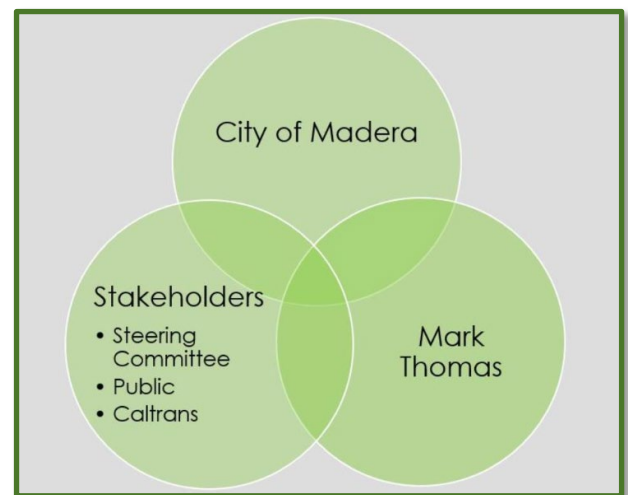 City of Madera
Stakeholders
• Steering
Committee
• Public
• Caltrans
Mark
Thomas